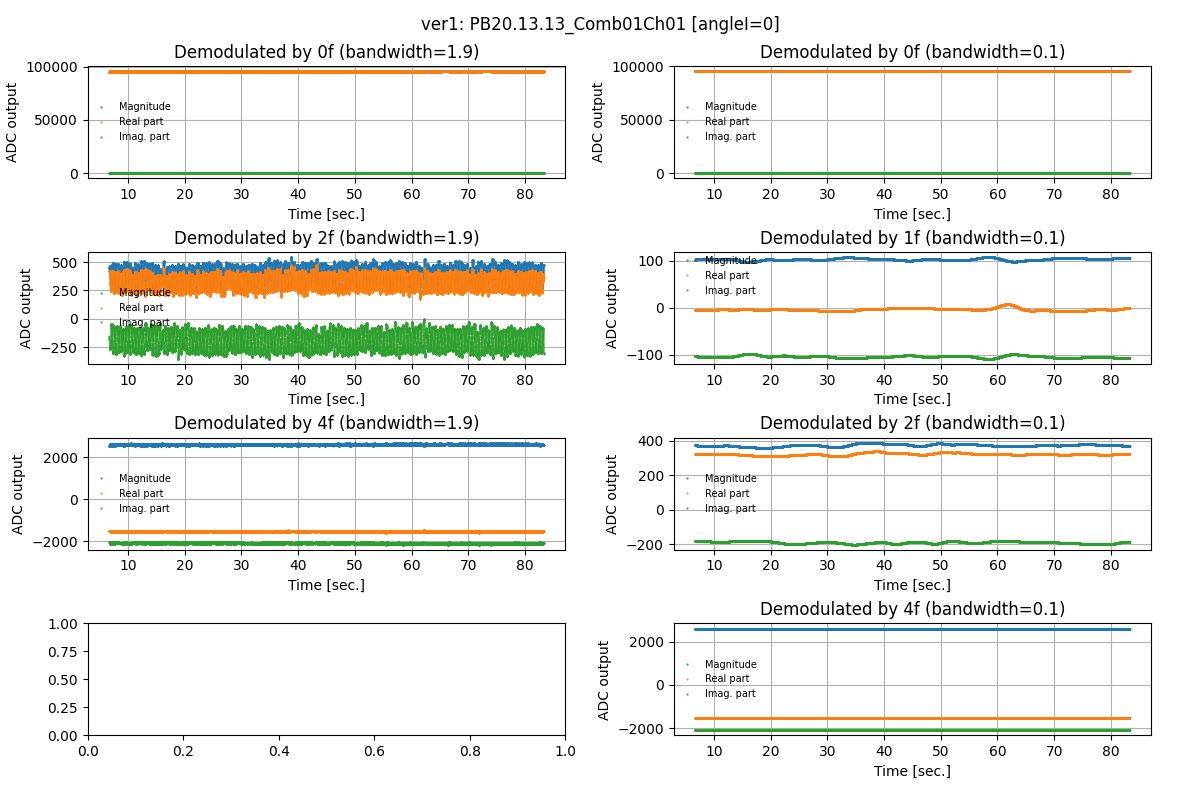 ver1: PB20.13.13_Comb01Ch01 [angleI=0]
Demodulated by 0f (bandwidth=1.9)
100000
50000
0
ADC output
Magnitude
Real part
Imag. part
10 20 30 40 50 60 70 80
Time [sec.]
Demodulated by 0f (bandwidth=0.1)
100000
50000
0
ADC output
Magnitude
Real part
Imag. part
10 20 30 40 50 60 70 80
Time [sec.]
Demodulated by 2f (bandwidth=1.9)
500
250
0
−250
ADC output
Magnitude
Real part
Imag. part
10 20 30 40 50 60 70 80
Time [sec.]
Demodulated by 1f (bandwidth=0.1)
100
0
−100
ADC output
Magnitude
Real part
Imag. part
10 20 30 40 50 60 70 80
Time [sec.]
Demodulated by 4f (bandwidth=1.9)
2000
0
−2000
ADC output
Magnitude
Real part
Imag. part
10 20 30 40 50 60 70 80
Time [sec.]
Demodulated by 2f (bandwidth=0.1)
400
200
0
−200
ADC output
Magnitude
Real part
Imag. part
10 20 30 40 50 60 70 80
Time [sec.]
1.00
0.75
0.50
0.25
0.00
0.0 0.2 0.4 0.6 0.8 1.0
Demodulated by 4f (bandwidth=0.1)
2000
0
−2000
ADC output
Magnitude
Real part
Imag. part
10 20 30 40 50 60 70 80
Time [sec.]